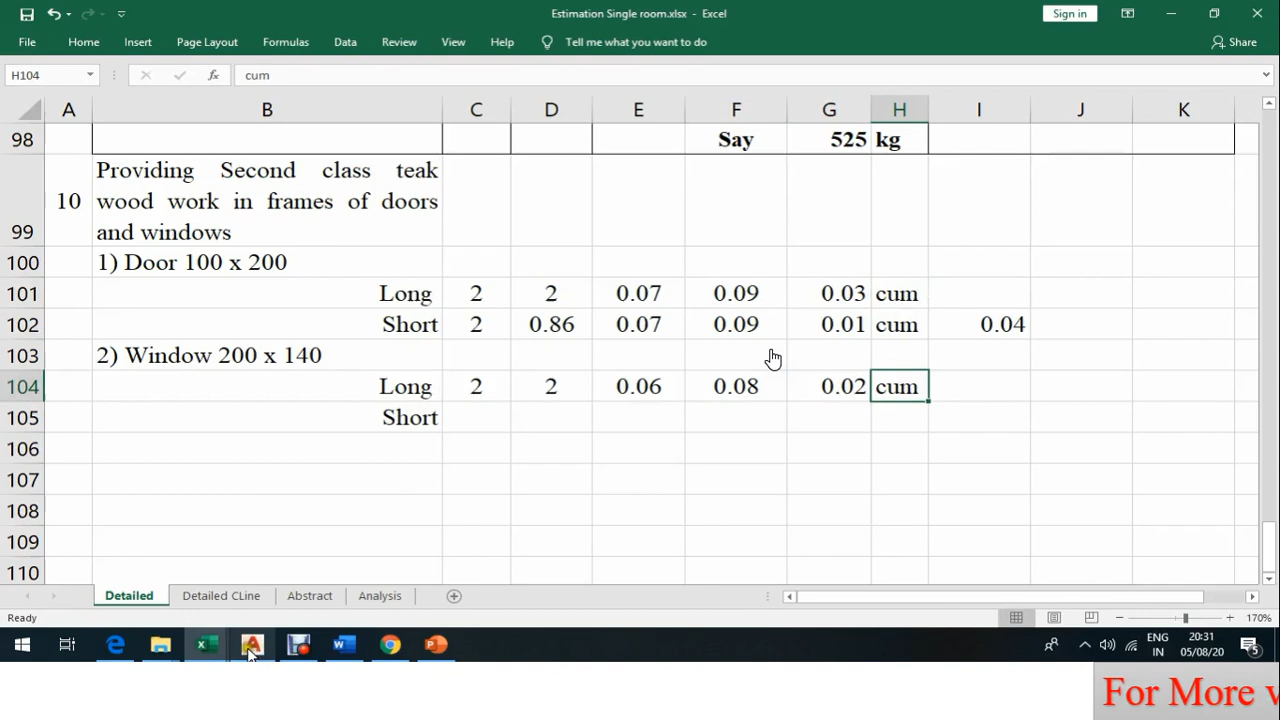 Estimation Single room.xlsx - Excel
Sign in
File Home Insert Page Layout Formulas Data Review View Help Tell me what you want to do Share
H104 fx cum
A B C D E F G H I J K
98 Say 525 kg
Providing Second class teak
10 wood work in frames of doors
99 and windows
100 1) Door 100 x 200
101 Long 2 2 0.07 0.09 0.03 cum
102 Short 2 0.86 0.07 0.09 0.01 cum 0.04
103 2) Window 200 x 140
104 Long 2 2 0.06 0.08 0.02 cum
105 Short
106
107
108
109
110
Detailed Detailed CLine Abstract Analysis
Ready 170%
ENG 20:31
IN 05/08/20 5
For More